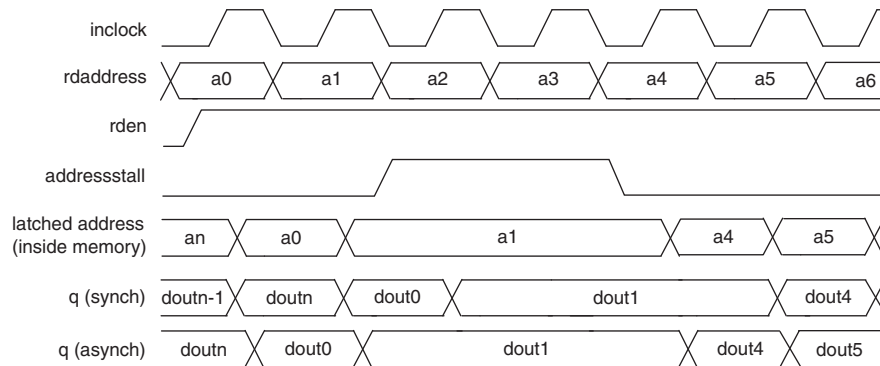 inclock
rdaddress a0 a1 a2 a3 a4 a5 a6
rden
addressstall
latched address
(inside memory) an a0 a1 a4 a5
q (synch) doutn-1 doutn dout0 dout1 dout4
q (asynch) doutn dout0 dout1 dout4 dout5